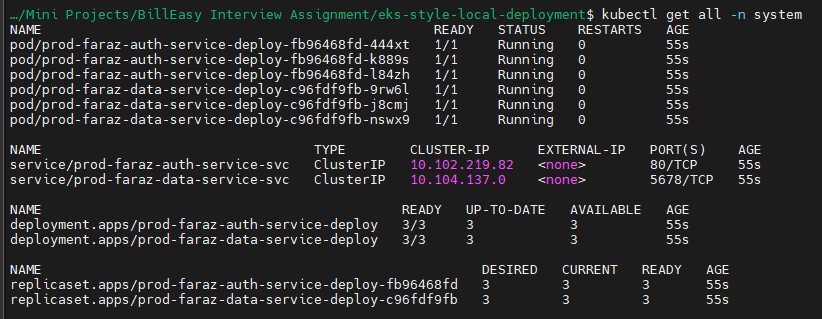 …/Mini Projects/BillEasy Interview Assignment/eks-style-local-deployment$ kubectl get all -n system
NAME READY STATUS RESTARTS AGE
pod/prod-faraz-auth-service-deploy-fb96468fd-444xt 1/1 Running 0 55s
pod/prod-faraz-auth-service-deploy-fb96468fd-k889s 1/1 Running 0 55s
pod/prod-faraz-auth-service-deploy-fb96468fd-l84zh 1/1 Running 0 55s
pod/prod-faraz-data-service-deploy-c96fdf9fb-9rw6l 1/1 Running 0 55s
pod/prod-faraz-data-service-deploy-c96fdf9fb-j8cmj 1/1 Running 0 55s
pod/prod-faraz-data-service-deploy-c96fdf9fb-nswx9 1/1 Running 0 55s
NAME TYPE CLUSTER-IP EXTERNAL-IP PORT(S) AGE
service/prod-faraz-auth-service-svc ClusterIP 10.102.219.82 <none> 80/TCP 55s
service/prod-faraz-data-service-svc ClusterIP 10.104.137.0 <none> 5678/TCP 55s
NAME READY UP-TO-DATE AVAILABLE AGE
deployment.apps/prod-faraz-auth-service-deploy 3/3 3 3 55s
deployment.apps/prod-faraz-data-service-deploy 3/3 3 3 55s
NAME DESIRED CURRENT READY AGE
replicaset.apps/prod-faraz-auth-service-deploy-fb96468fd 3 3 3 55s
replicaset.apps/prod-faraz-data-service-deploy-c96fdf9fb 3 3 3 55s